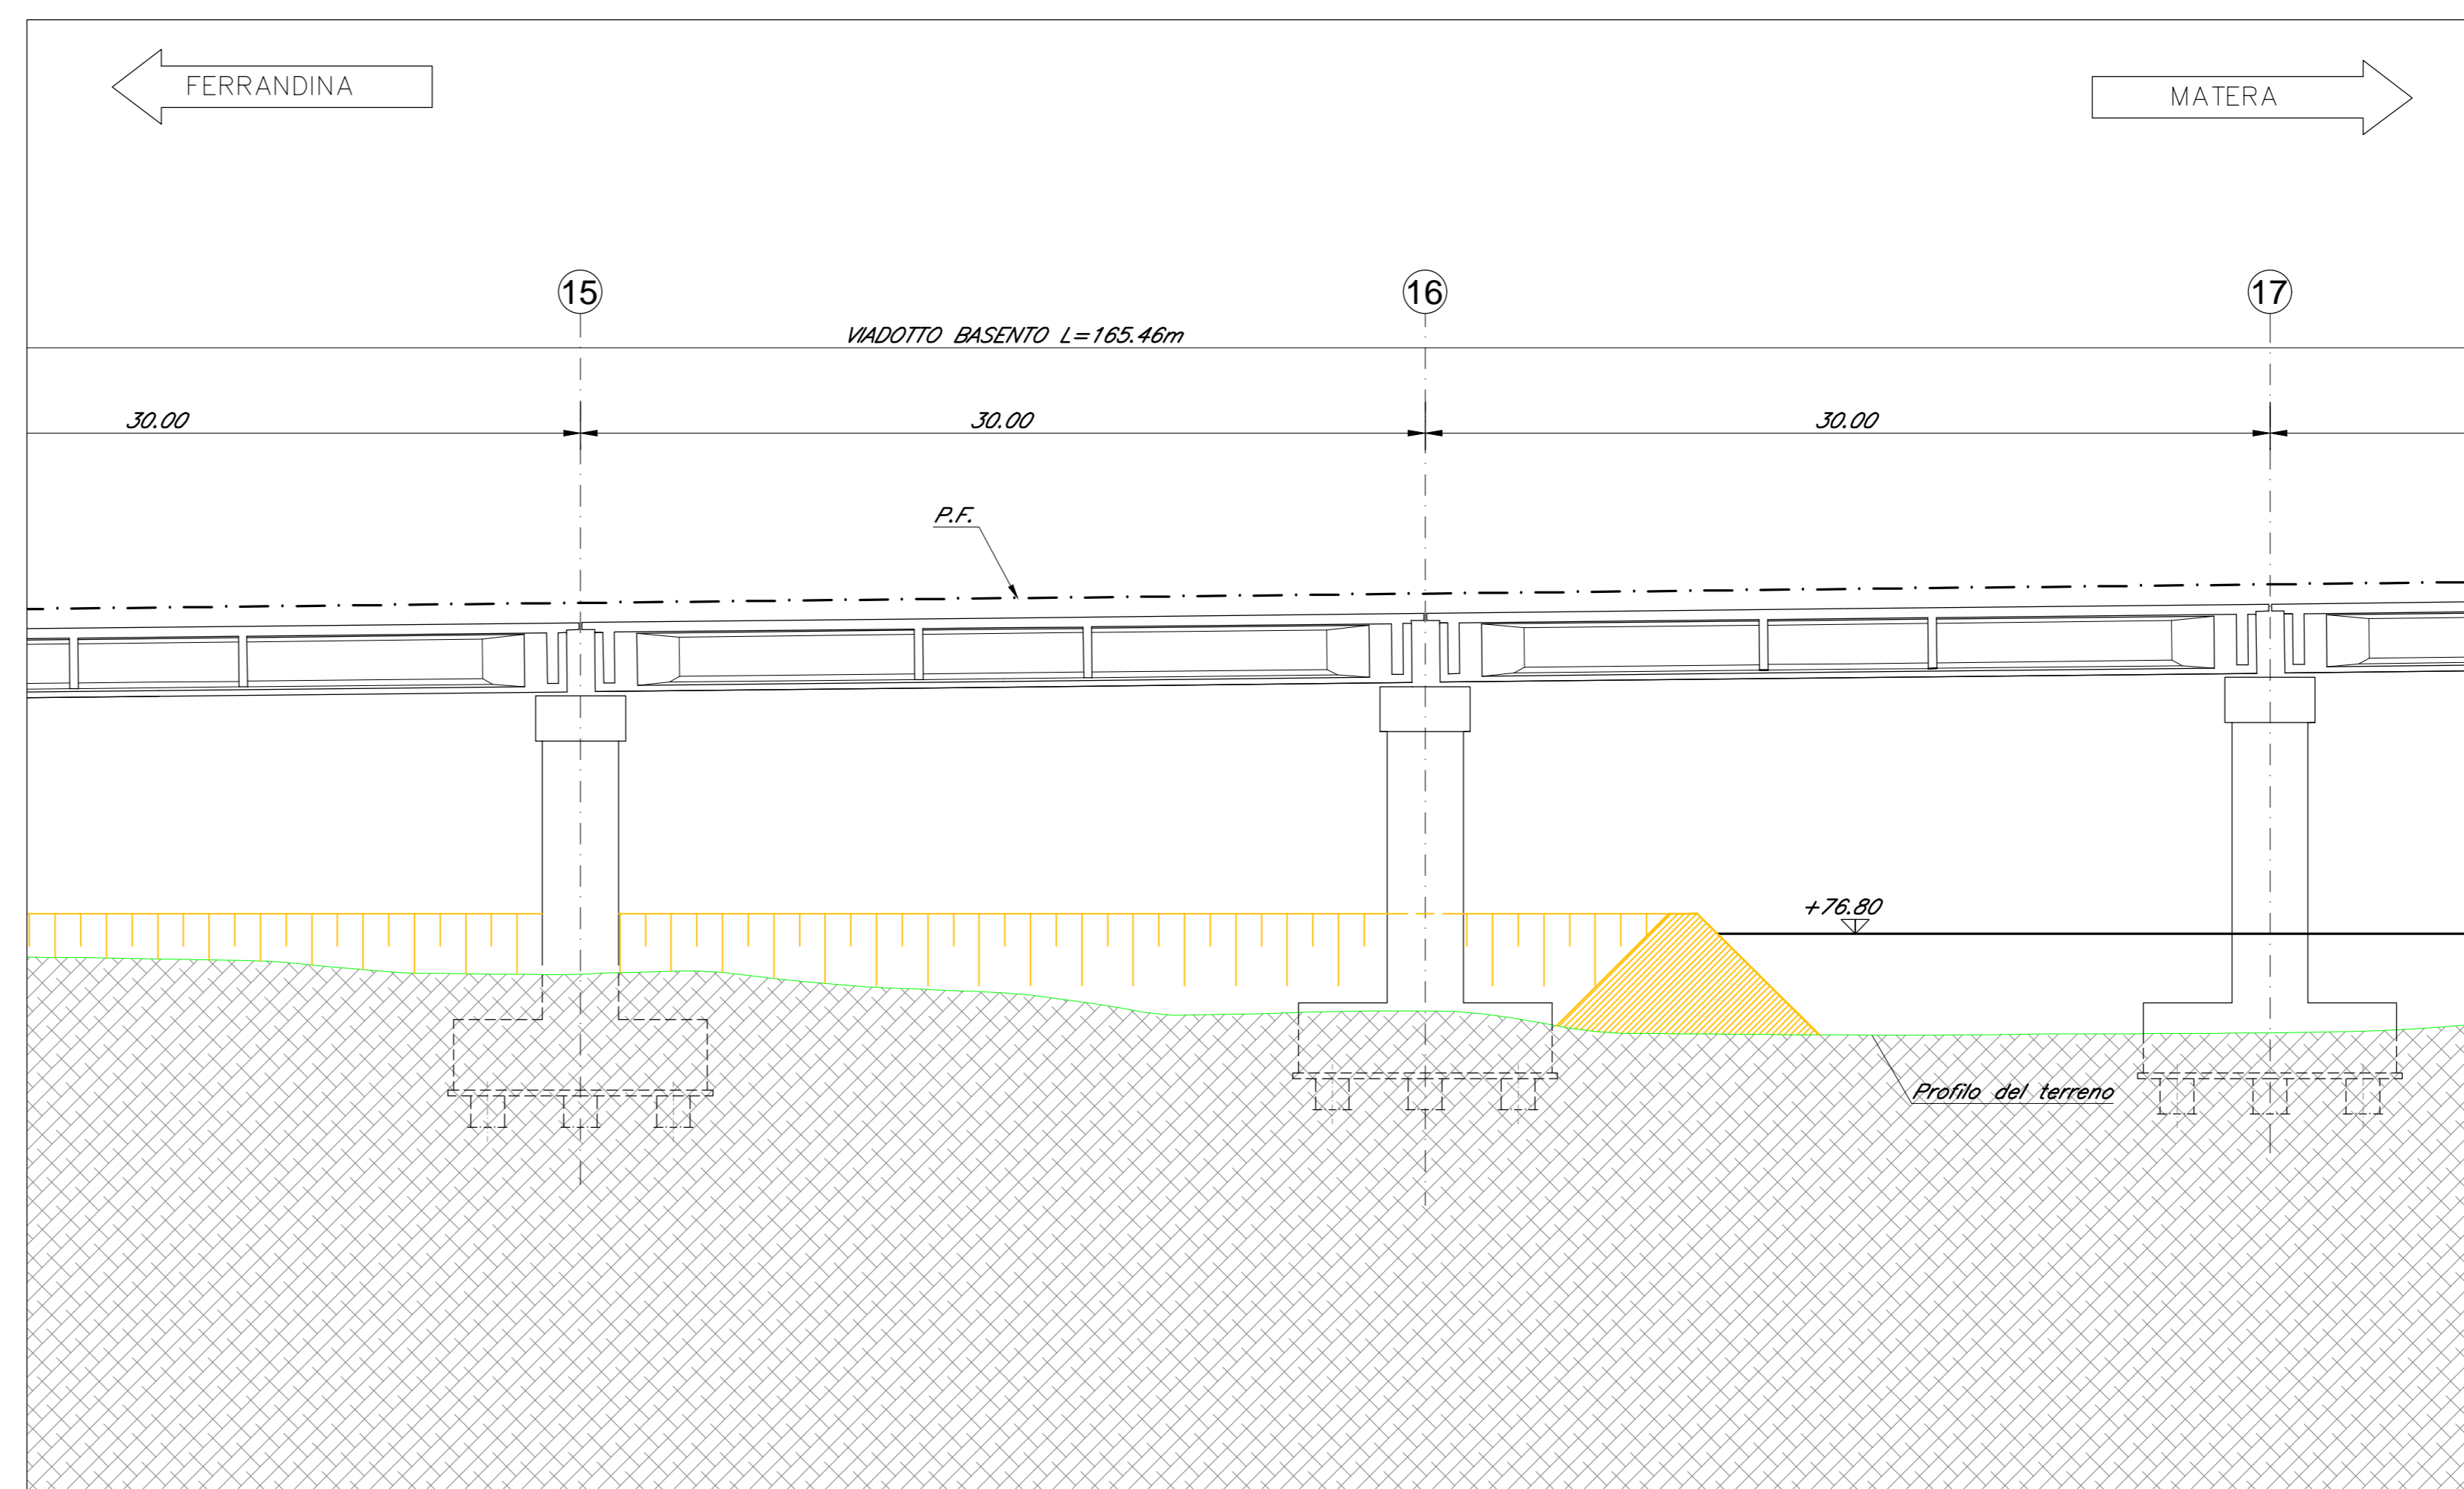 FERRANDINA
MATERA
15
16
17
VIADOTTO BASENTO L=165.46m
30.00
30.00
30.00
P.F.
+76.80
Profilo del terreno